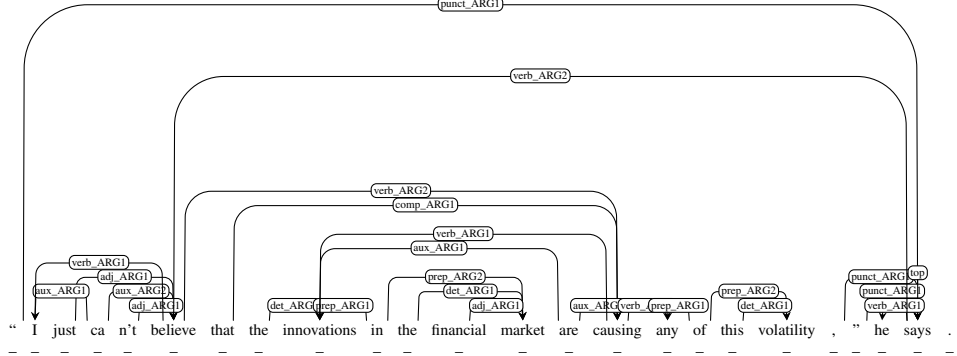 punct_ARG1
verb_ARG2
verb_ARG2
comp_ARG1
verb_ARG1
aux_ARG1
verb_ARG1
adj_ARG1 prep_ARG2 punct_ARG1 top
aux_ARG1 aux_ARG2 det_ARG1 prep_ARG2 punct_ARG1
adj_ARG1 det_ARG1 prep_ARG1 adj_ARG1 aux_ARG verb_ prep_ARG1 det_ARG1 verb_ARG1
“ I just ca n't believe that the innovations in the financial market are causing any of this volatility , ” he says .